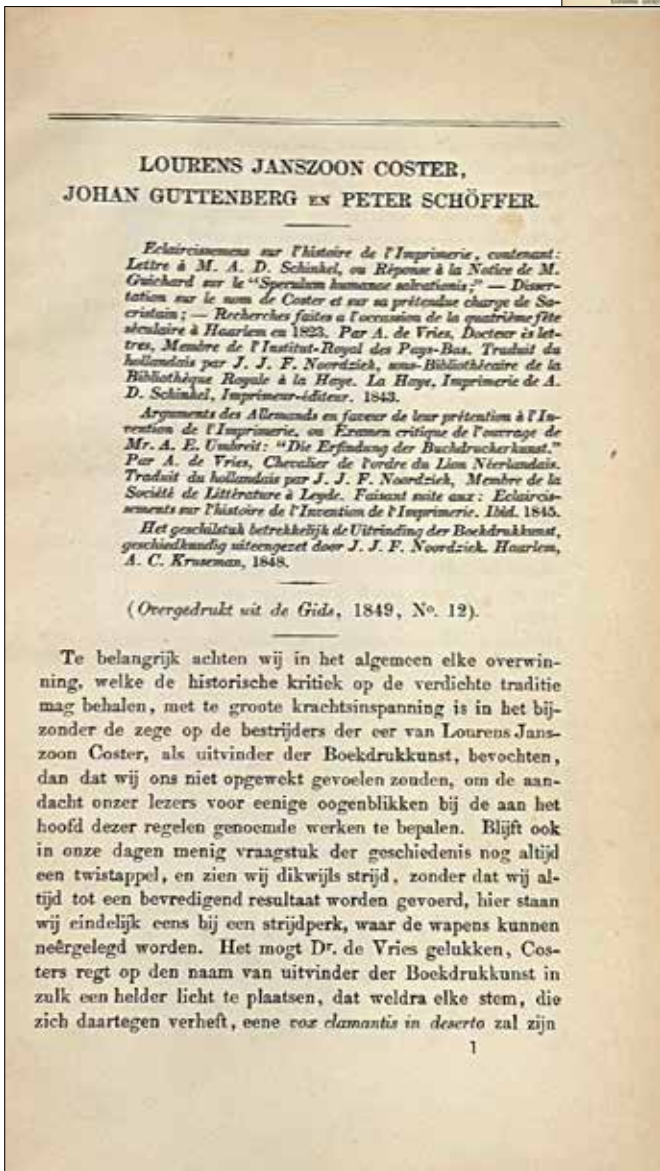 LOURENS JANSZOON COSTER,
JOHAN GUTTENBERG EN PETER SCHÖFFER.
Eclaircissemens sur l'histoire de l'Imprimerie, contenant:
Lettre à M. A. D. Schinkel, ou Réponse à la Notice de M.
Guichard sur le "Speculum humanae salvationis;" — Disser-
tation sur le nom de Coster et sur sa prétendue charge de Sa-
cristain; — Recherches faites a l'occassion de la quatrième fête
séculaire à Haarlem en 1823. Par A. de Vries, Docteur ès let-
tres, Membre de l'Institut-Royal des Pays-Bas. Traduit du
hollandais par J. J. F. Noordziek, sous-Bibliothécaire de la
Bibliothèque Royale à la Haye. La Haye, Imprimerie de A.
D. Schinkel, Imprimeur-éditeur. 1843.
Arguments des Allemands en faveur de leur prétention à l'In-
vention de l'Imprimerie, ou Examen critique de l'ouvrage de
Mr. A. E. Umbreit: "Die Erfindung der Buchdruckerkunst."
Par A. de Vries, Chevalier de l'ordre du Lion Néerlandais.
Traduit du hollandais par J. J. F. Noordziek, Membre de la
Société de Littérature à Leyde. Faisant suite aux: Eclaircis-
sements sur l'histoire de l'Invention de l'Imprimerie. Ibid. 1845.
Het geschilstuk betrekkelijk de Uitvinding der Boekdrukkunst,
geschiedkundig uiteengezet door J. J. F. Noordziek. Haarlem,
A. C. Kruseman, 1848.
(Overgedrukt uit de Gids, 1849, No. 12).
Te belangrijk achten wij in het algemeen elke overwin-
ning, welke de historische kritiek op de verdichte traditie
mag behalen, met te groote krachtsinspanning is in het bij-
zonder de zege op de bestrijders der eer van Lourens Jans-
zoon Coster, als uitvinder der Boekdrukkunst, bevochten,
dan dat wij ons niet opgewekt gevoelen zouden, om de aan-
dacht onzer lezers voor eenige oogenblikken bij de aan het
hoofd dezer regelen genoemde werken te bepalen. Blijft ook
in onze dagen menig vraagstuk der geschiedenis nog altijd
een twistappel, en zien wij dikwijls strijd, zonder dat wij al-
tijd tot een bevredigend resultaat worden gevoerd, hier staan
wij eindelijk eens bij een strijdperk, waar de wapens kunnen
neêrgelegd worden. Het mogt Dr. de Vries gelukken, Cos-
ters regt op den naam van uitvinder der Boekdrukkunst in
zulk een helder licht te plaatsen, dat weldra elke stem, die
zich daartegen verheft, eene vox clamantis in deserto zal zijn
1